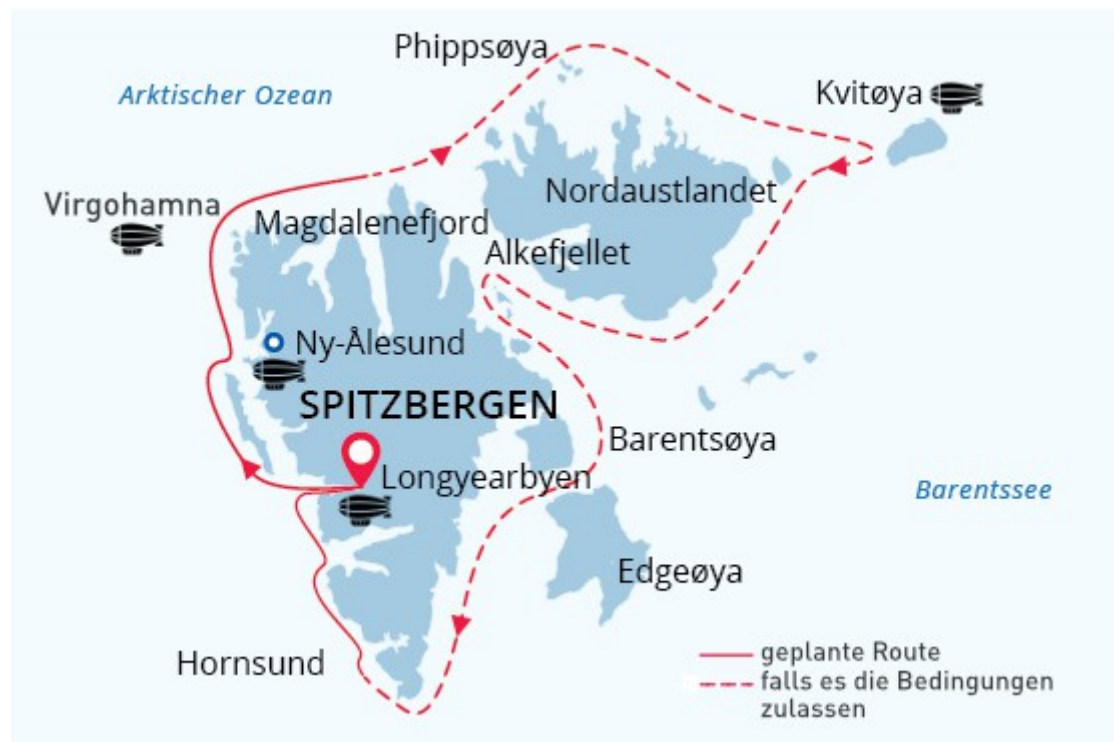 Phippsøya
Arktischer Ozean
Kvitøya
Virgohamna
Nordaustlandet
Magdalenefjord
Alkefjellet
Ny-Ålesund
SPITZBERGEN
Barentsøya
Longyearbyen
Barentssee
Edgeøya
Hornsund
geplante Route
falls es die Bedingungen
zulassen